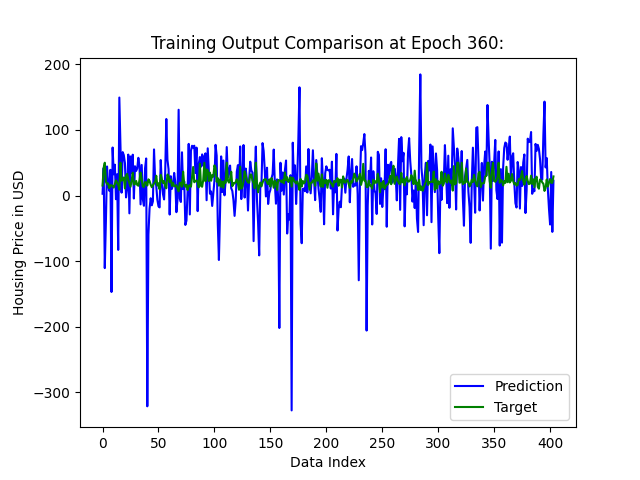 Training Output Comparison at Epoch 360:
200
100
0
−100
−200
−300
Housing Price in USD
0 50 100 150 200 250 300 350 400
Data Index
Prediction
Target